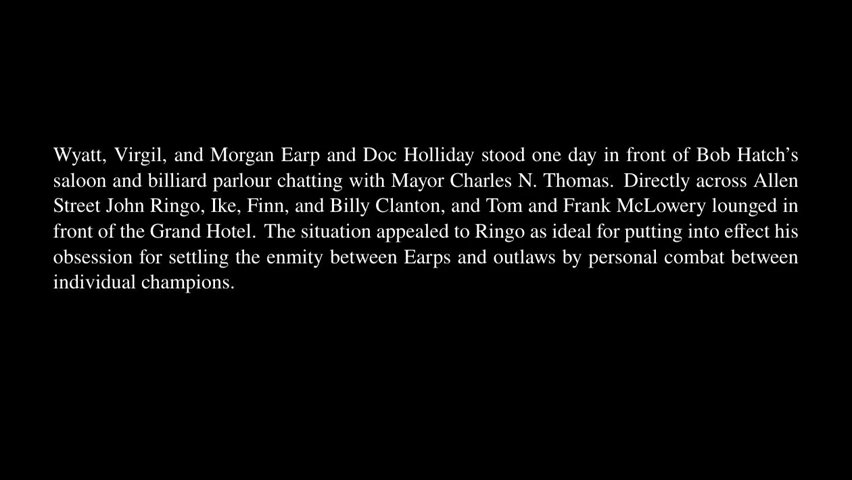 Wyatt, Virgil, and Morgan Earp and Doc Holliday stood one day in front of Bob Hatch’s
saloon and billiard parlour chatting with Mayor Charles N. Thomas. Directly across Allen
Street John Ringo, Ike, Finn, and Billy Clanton, and Tom and Frank McLowery lounged in
front of the Grand Hotel. The situation appealed to Ringo as ideal for putting into effect his
obsession for settling the enmity between Earps and outlaws by personal combat between
individual champions.